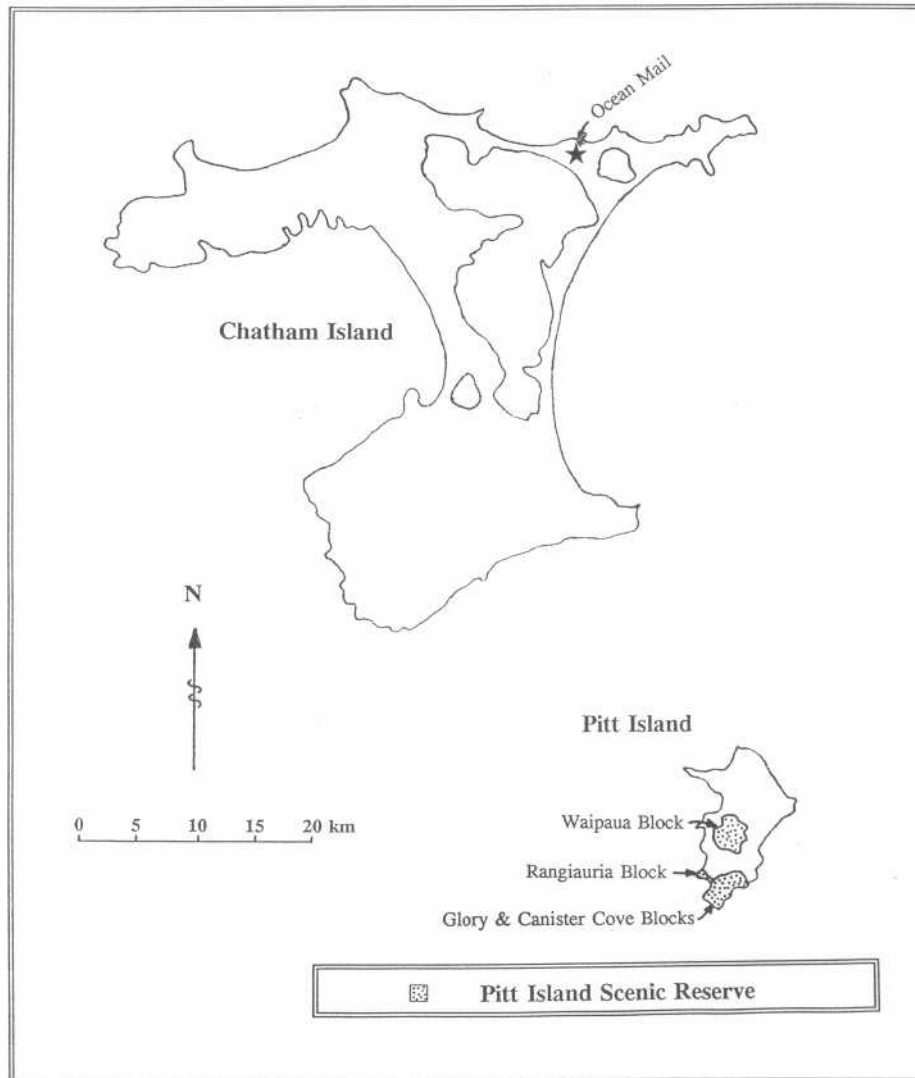 Ocean Mail
Chatham Island
N
Pitt Island
0 5 10 15 20 km
Waipaua Block
Rangiauria Block
Glory & Canister Cove Blocks
Pitt Island Scenic Reserve